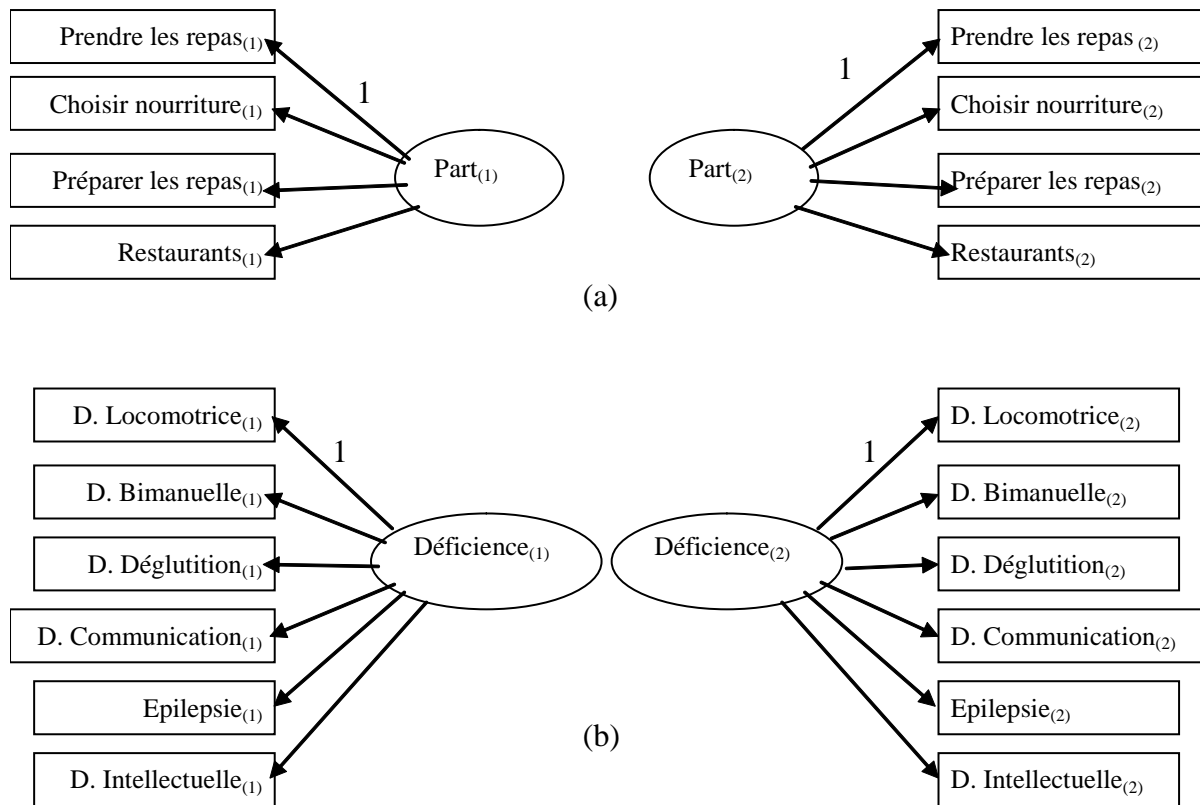 Prendre les repas(1)
Prendre les repas (2)
1
1
Choisir nourriture(1)
Choisir nourriture(2)
Part(1)
Part(2)
Préparer les repas(1)
Préparer les repas(2)
Restaurants(1)
Restaurants(2)
(a)
D. Locomotrice(1)
D. Locomotrice(2)
1
1
D. Bimanuelle(1)
D. Bimanuelle(2)
Déficience(1)
Déficience(2)
D. Déglutition(1)
D. Déglutition(2)
D. Communication(1)
D. Communication(2)
Epilepsie(1)
Epilepsie(2)
(b)
D. Intellectuelle(1)
D. Intellectuelle(2)